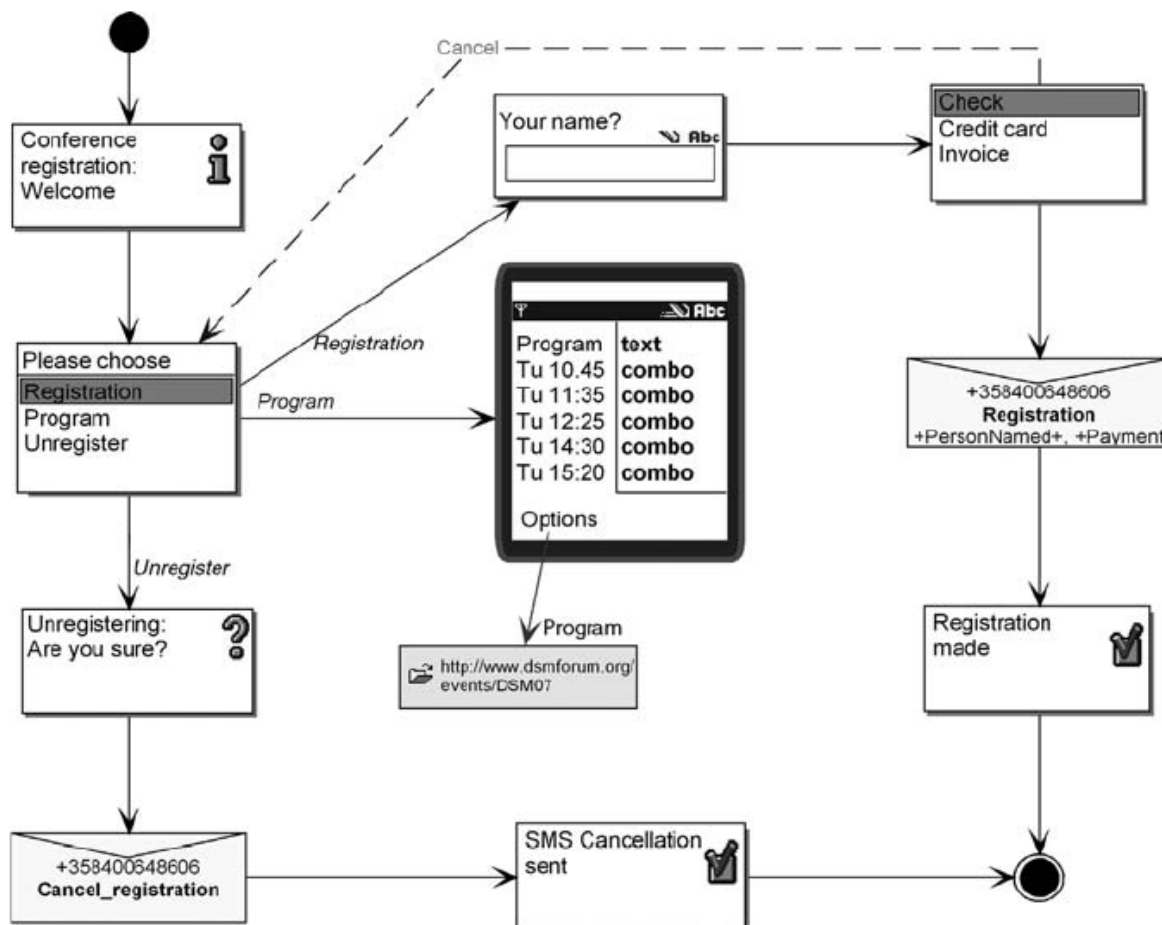 Cancel
Conference
registration:
Welcome
Your name?
Abc
Check
Credit card
Invoice
Registration
Please choose
Registration
Program
Unregister
Program
Abc
Program text
Tu 10.45 combo
Tu 11:35 combo
Tu 12:25 combo
Tu 14:30 combo
Tu 15:20 combo
Options
+358400648606
Registration
+PersonNamed+, +Payment
Unregister
Unregistering:
Are you sure?
Program
http://www.dsmforum.org/
events/DSM07
Registration
made
+358400648606
Cancel_registration
SMS Cancellation
sent